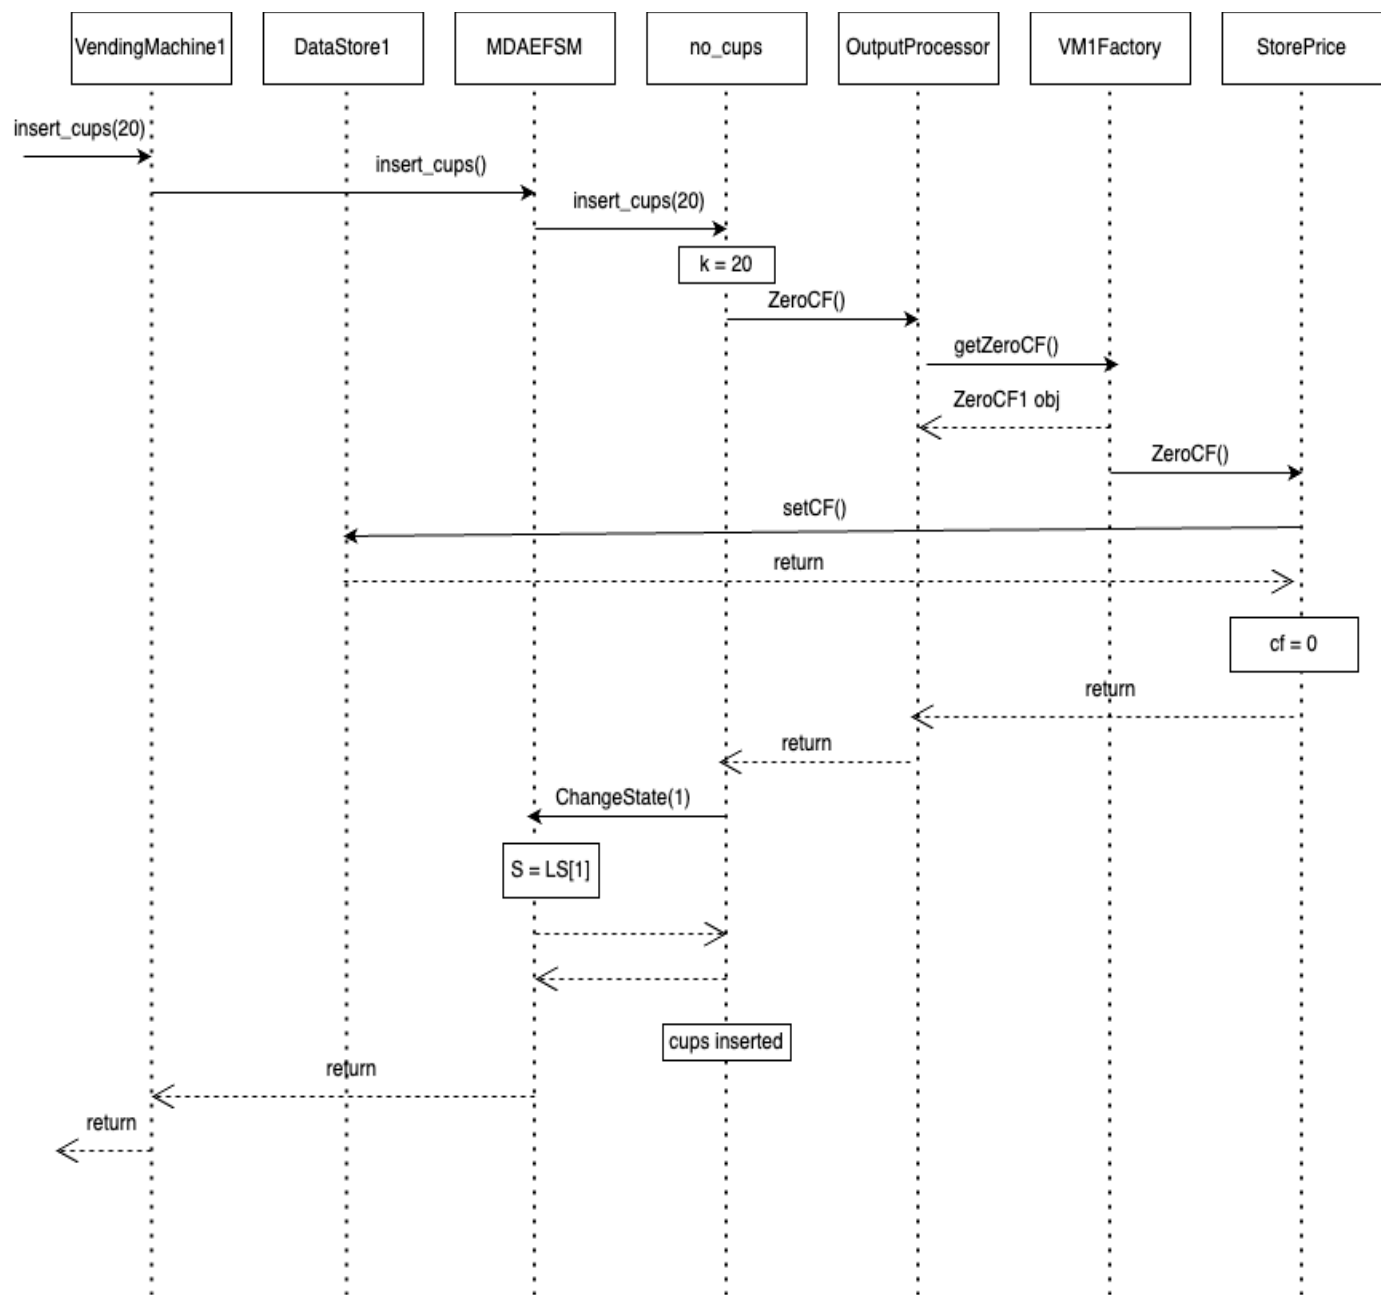 VendingMachine1
DataStore1
MDAEFSM
no_cups
OutputProcessor
VM1Factory
StorePrice
insert_cups(20)
insert_cups()
insert_cups(20)
k = 20
ZeroCF()
getZeroCF()
ZeroCF1 obj
ZeroCF()
setCF()
return
cf = 0
return
return
ChangeState(1)
S = LS[1]
cups inserted
return
return